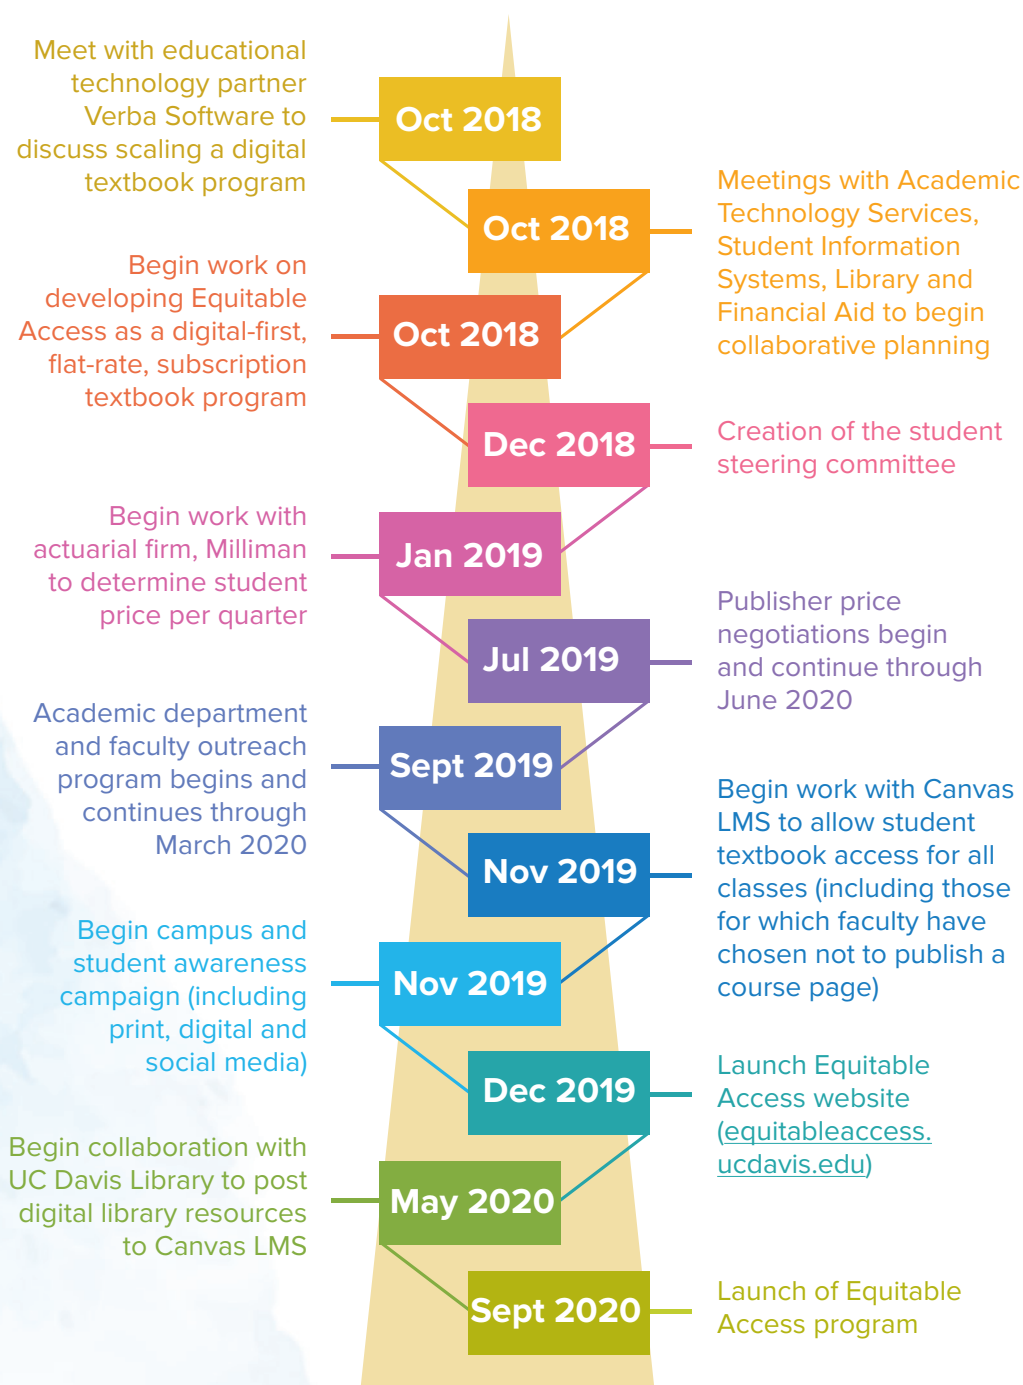 Meet with educational
technology partner
Verba Software to
discuss scaling a digital
textbook program
Oct 2018
Oct 2018
Meetings with Academic
Technology Services,
Student Information
Systems, Library and
Financial Aid to begin
collaborative planning
Begin work on
developing Equitable
Access as a digital-first,
flat-rate, subscription
textbook program
Oct 2018
Dec 2018
Creation of the student
steering committee
Begin work with
actuarial firm, Milliman
to determine student
price per quarter
Jan 2019
Jul 2019
Publisher price
negotiations begin
and continue through
June 2020
Academic department
and faculty outreach
program begins and
continues through
March 2020
Sept 2019
Nov 2019
Begin work with Canvas
LMS to allow student
textbook access for all
classes (including those
for which faculty have
chosen not to publish a
course page)
Begin campus and
student awareness
campaign (including
print, digital and
social media)
Nov 2019
Dec 2019
Launch Equitable
Access website
(equitableaccess.
ucdavis.edu)
Begin collaboration with
UC Davis Library to post
digital library resources
to Canvas LMS
May 2020
Sept 2020
Launch of Equitable
Access program